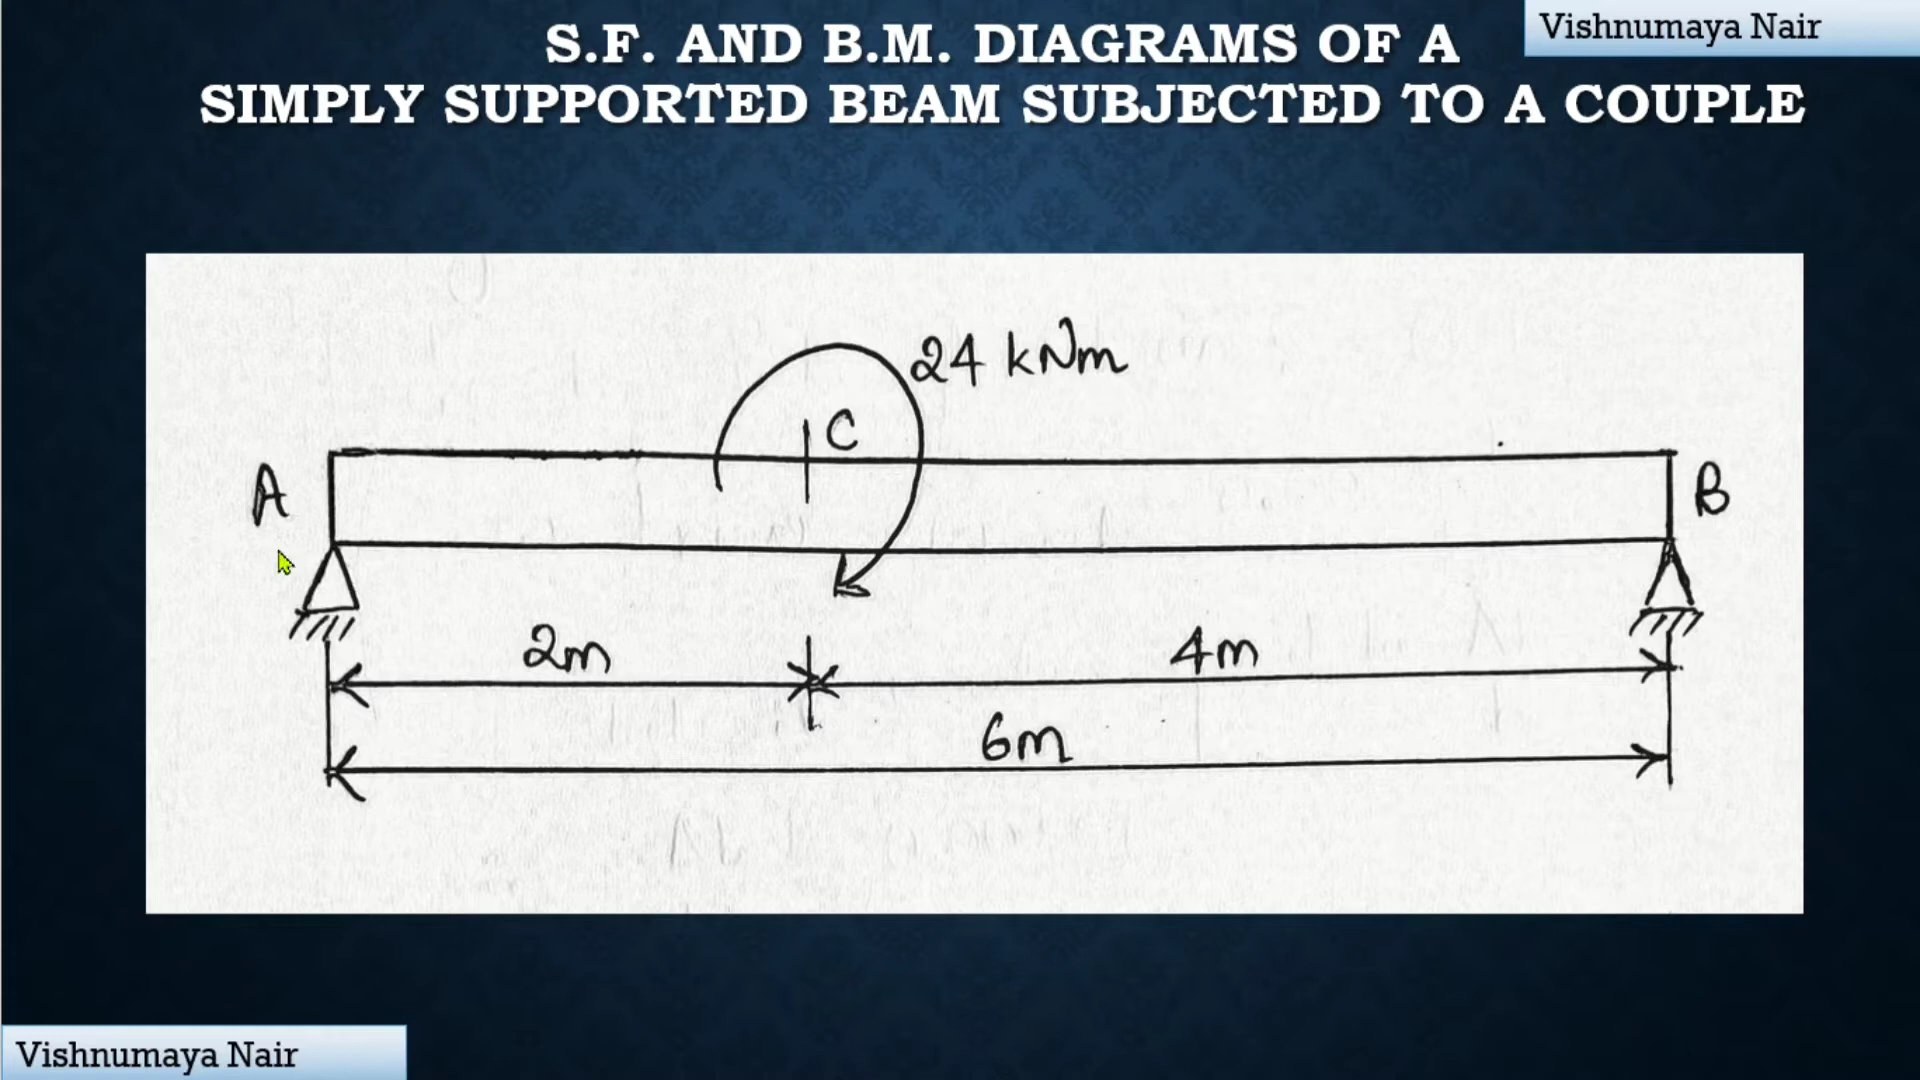 S.F. AND B.M. DIAGRAMS OF A
SIMPLY SUPPORTED BEAM SUBJECTED TO A COUPLE
Vishnumaya Nair
24 kNm
C
A
B
2m
4m
6m
Vishnumaya Nair